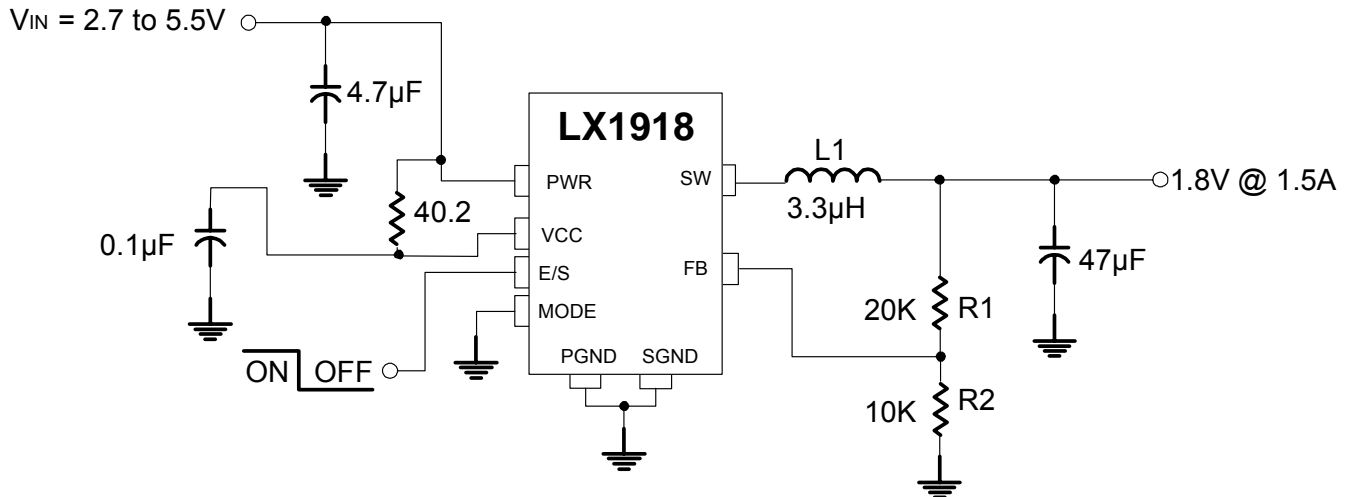 VIN = 2.7 to 5.5V
4.7µF
LX1918
L1
PWR
SW
1.8V @ 1.5A
40.2
3.3µH
0.1µF
VCC
FB
47µF
E/S
MODE
20K R1
PGND SGND
ON OFF
10K R2